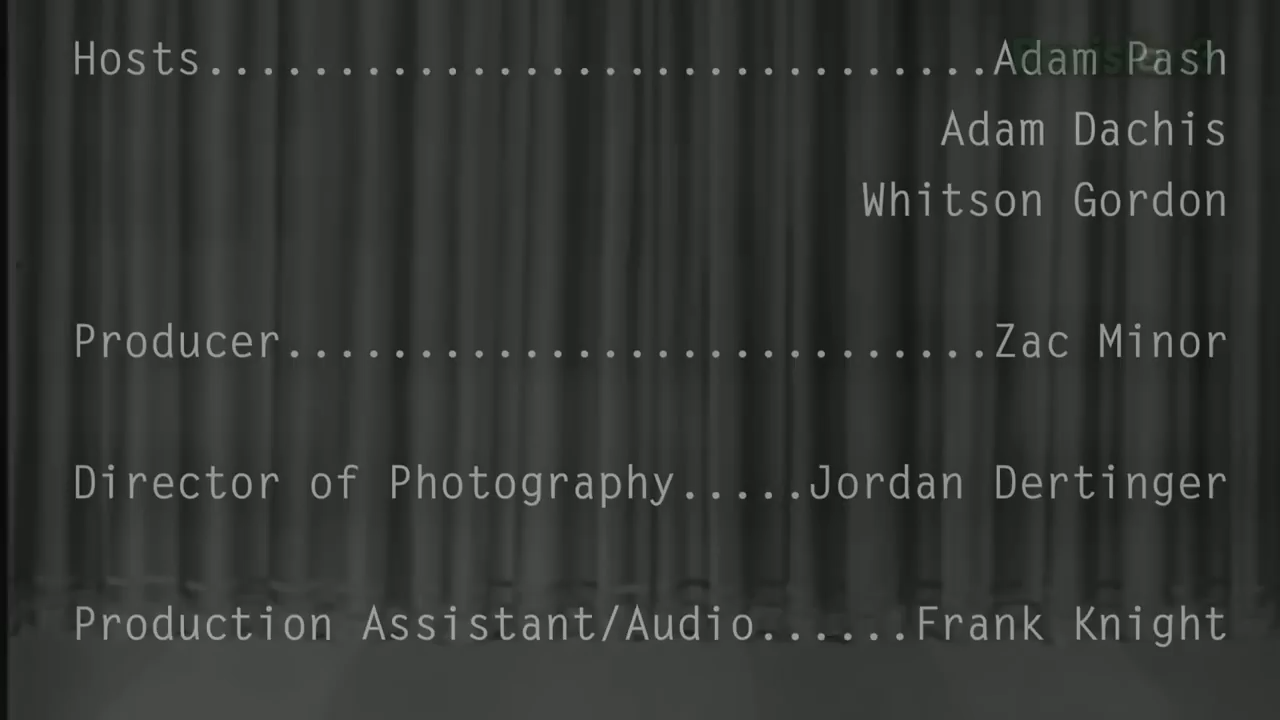 Hosts..............................Adam Pash
Adam Dachis
Whitson Gordon
Producer...........................Zac Minor
Director of Photography.....Jordan Dertinger
Production Assistant/Audio......Frank Knight